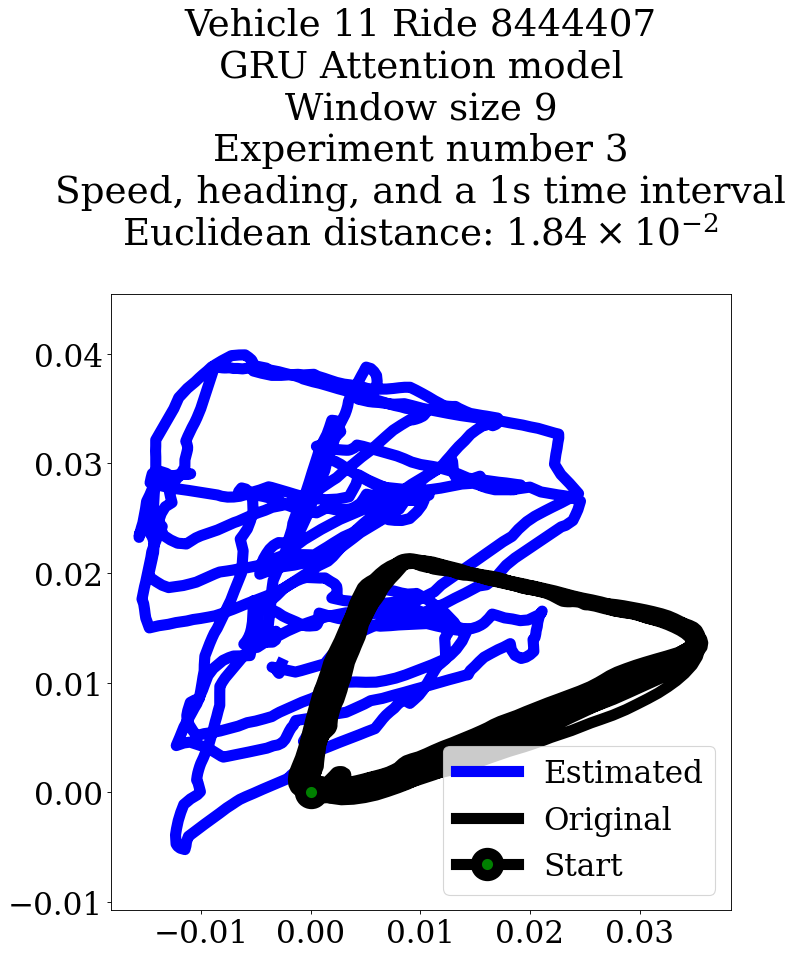 Vehicle 11 Ride 8444407
GRU Attention model
Window size 9
Experiment number 3
Speed, heading, and a 1s time interval
Euclidean distance: 1.84 × 10⁻²
0.04
0.03
0.02
0.01
0.00
−0.01
Estimated
Original
Start
−0.01 0.00 0.01 0.02 0.03